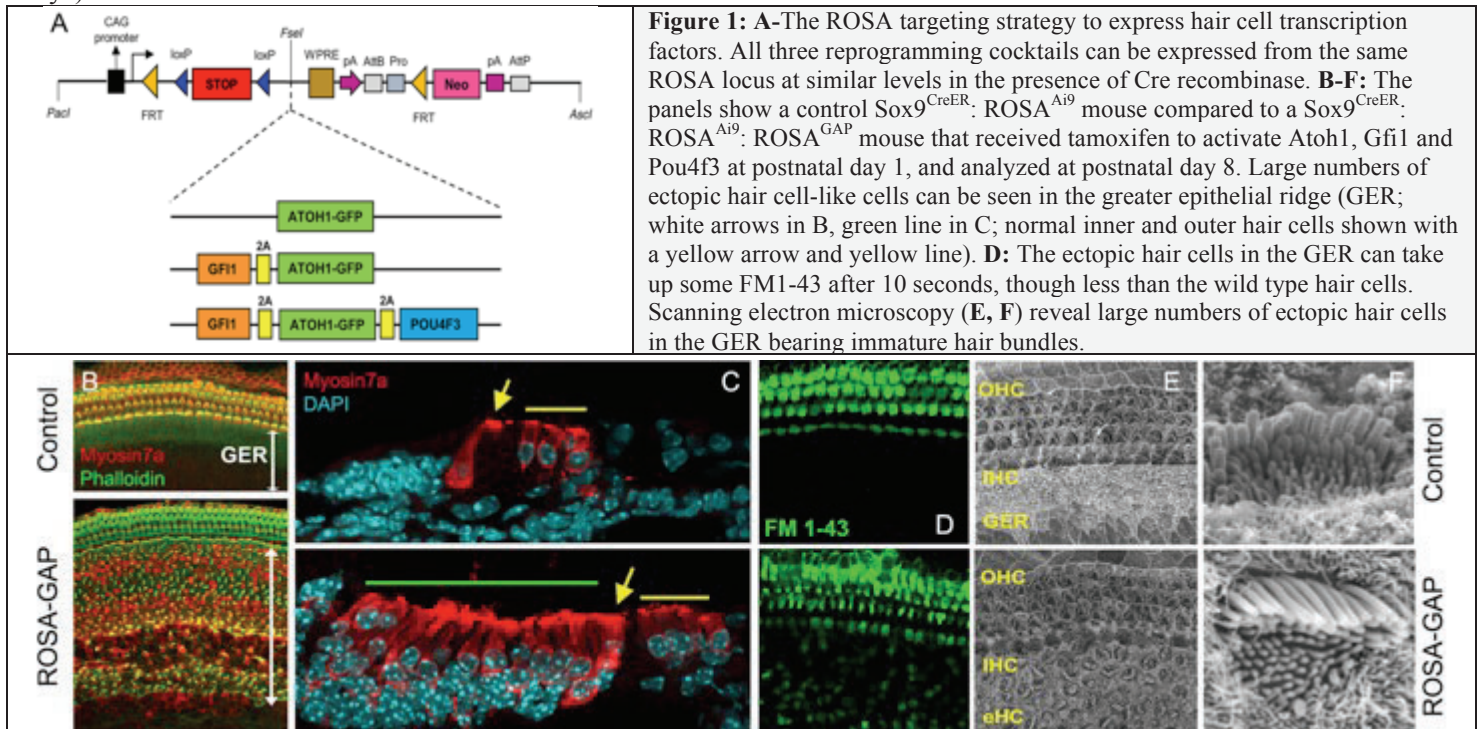 A
CAG
promoter
loxP
loxP
FseI
WPRE
pA
AttB
Pro
pA
AttP
STOP
Neo
PacI
FRT
FRT
AscI
ATOH1-GFP
2A
GFI1
ATOH1-GFP
2A
2A
GFI1
ATOH1-GFP
POU4F3
Figure 1: A-The ROSA targeting strategy to express hair cell transcription
factors. All three reprogramming cocktails can be expressed from the same
ROSA locus at similar levels in the presence of Cre recombinase. B-F: The
panels show a control Sox9CreER: ROSAAi9 mouse compared to a Sox9CreER:
ROSAAi9: ROSAGAP mouse that received tamoxifen to activate Atoh1, Gfi1 and
Pou4f3 at postnatal day 1, and analyzed at postnatal day 8. Large numbers of
ectopic hair cell-like cells can be seen in the greater epithelial ridge (GER;
white arrows in B, green line in C; normal inner and outer hair cells shown with
a yellow arrow and yellow line). D: The ectopic hair cells in the GER can take
up some FM1-43 after 10 seconds, though less than the wild type hair cells.
Scanning electron microscopy (E, F) reveal large numbers of ectopic hair cells
in the GER bearing immature hair bundles.
Control
B
GER
Myosin7a
Phalloidin
Myosin7a
DAPI
C
FM 1-43
D
OHC
E
IHC
GER
F
Control
ROSA-GAP
OHC
IHC
eHC
ROSA-GAP